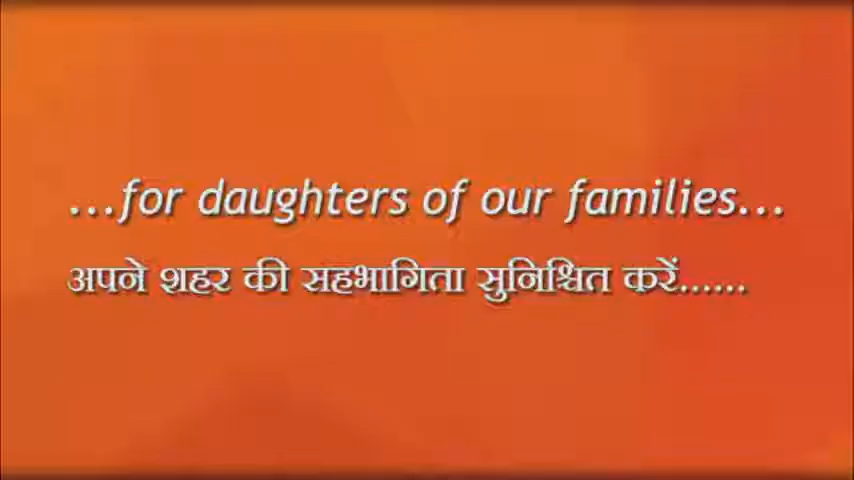 ...for daughters of our families...
अपने शहर की सहभागिता सुनिश्चित करें......